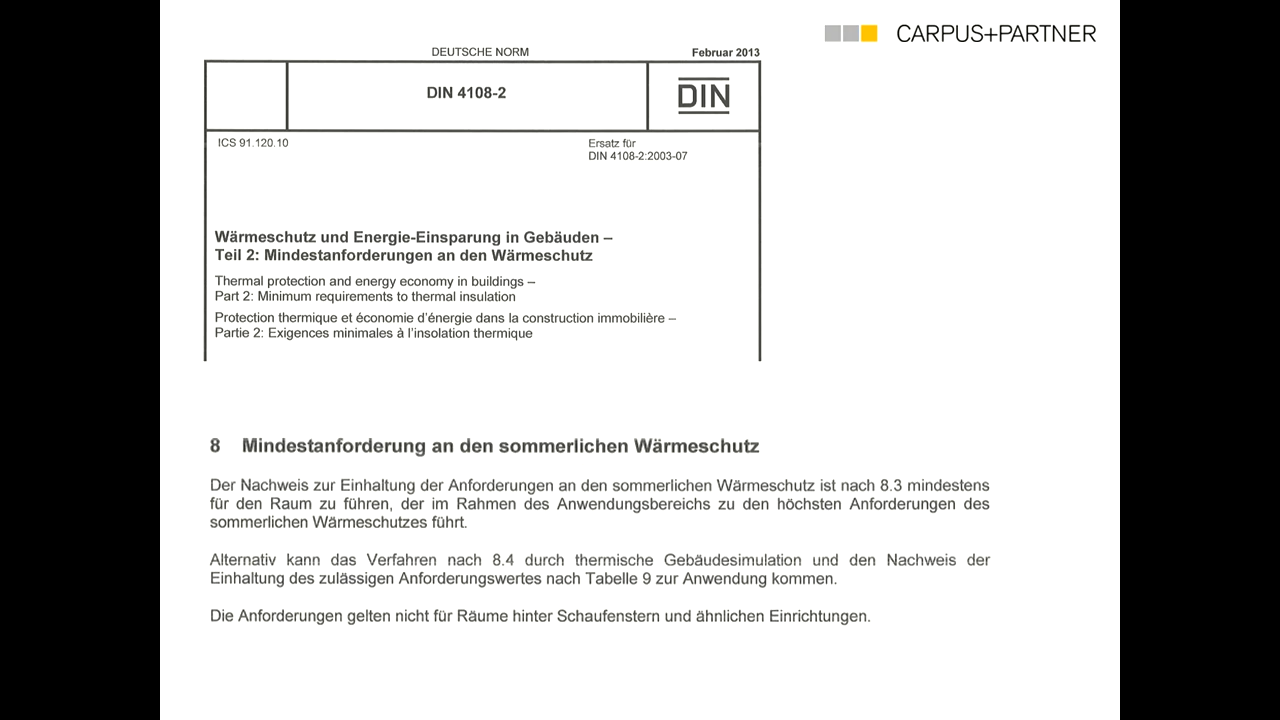 CARPUS+PARTNER
DEUTSCHE NORM
Februar 2013
DIN 4108-2
DIN
ICS 91.120.10
Ersatz für
DIN 4108-2:2003-07
Wärmeschutz und Energie-Einsparung in Gebäuden –
Teil 2: Mindestanforderungen an den Wärmeschutz
Thermal protection and energy economy in buildings –
Part 2: Minimum requirements to thermal insulation
Protection thermique et économie d'énergie dans la construction immobilière –
Partie 2: Exigences minimales à l'insolation thermique
8 Mindestanforderung an den sommerlichen Wärmeschutz
Der Nachweis zur Einhaltung der Anforderungen an den sommerlichen Wärmeschutz ist nach 8.3 mindestens
für den Raum zu führen, der im Rahmen des Anwendungsbereichs zu den höchsten Anforderungen des
sommerlichen Wärmeschutzes führt.
Alternativ kann das Verfahren nach 8.4 durch thermische Gebäudesimulation und den Nachweis der
Einhaltung des zulässigen Anforderungswertes nach Tabelle 9 zur Anwendung kommen.
Die Anforderungen gelten nicht für Räume hinter Schaufenstern und ähnlichen Einrichtungen.